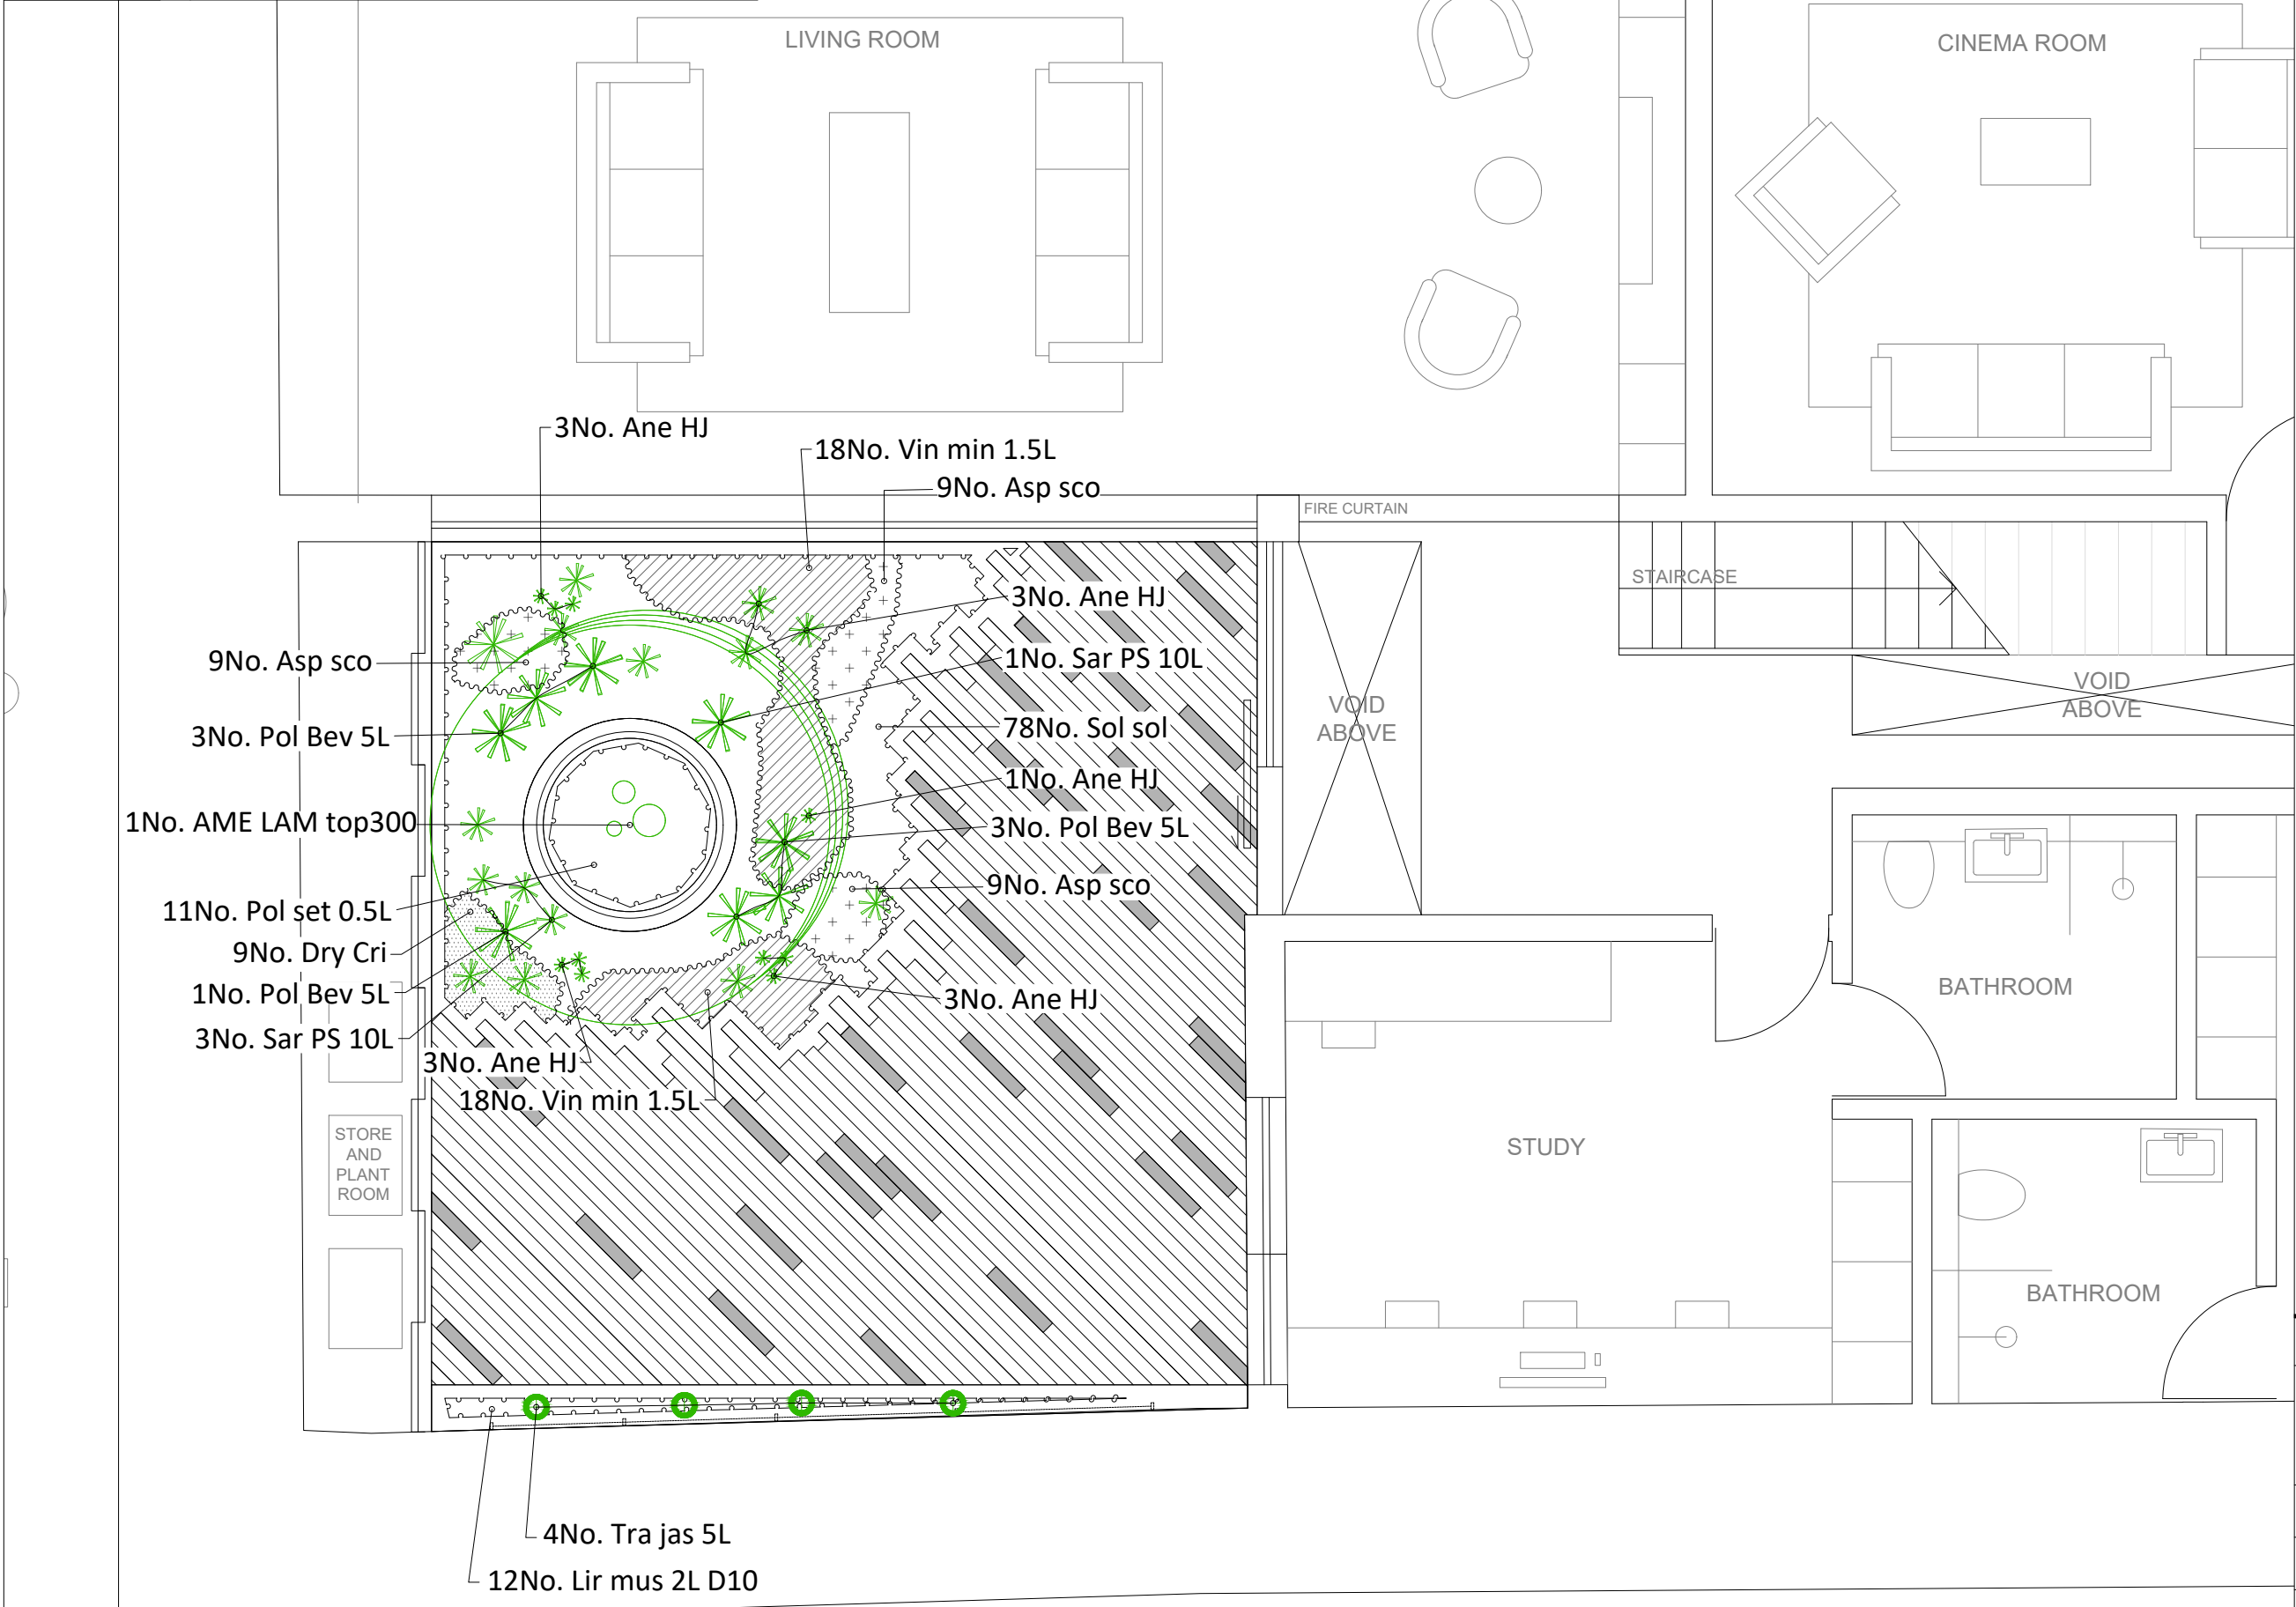 LIVING ROOM
CINEMA ROOM
3No. Ane HJ
18No. Vin min 1.5L
9No. Asp sco
FIRE CURTAIN
STAIRCASE
3No. Ane HJ
9No. Asp sco
1No. Sar PS 10L
VOID
ABOVE
VOID
ABOVE
3No. Pol Bev 5L
78No. Sol sol
1No. Ane HJ
1No. AME LAM top300
3No. Pol Bev 5L
9No. Asp sco
11No. Pol set 0.5L
9No. Dry Cri
1No. Pol Bev 5L
3No. Ane HJ
BATHROOM
3No. Sar PS 10L
3No. Ane HJ
18No. Vin min 1.5L
STORE
AND
PLANT
ROOM
STUDY
BATHROOM
4No. Tra jas 5L
12No. Lir mus 2L D10